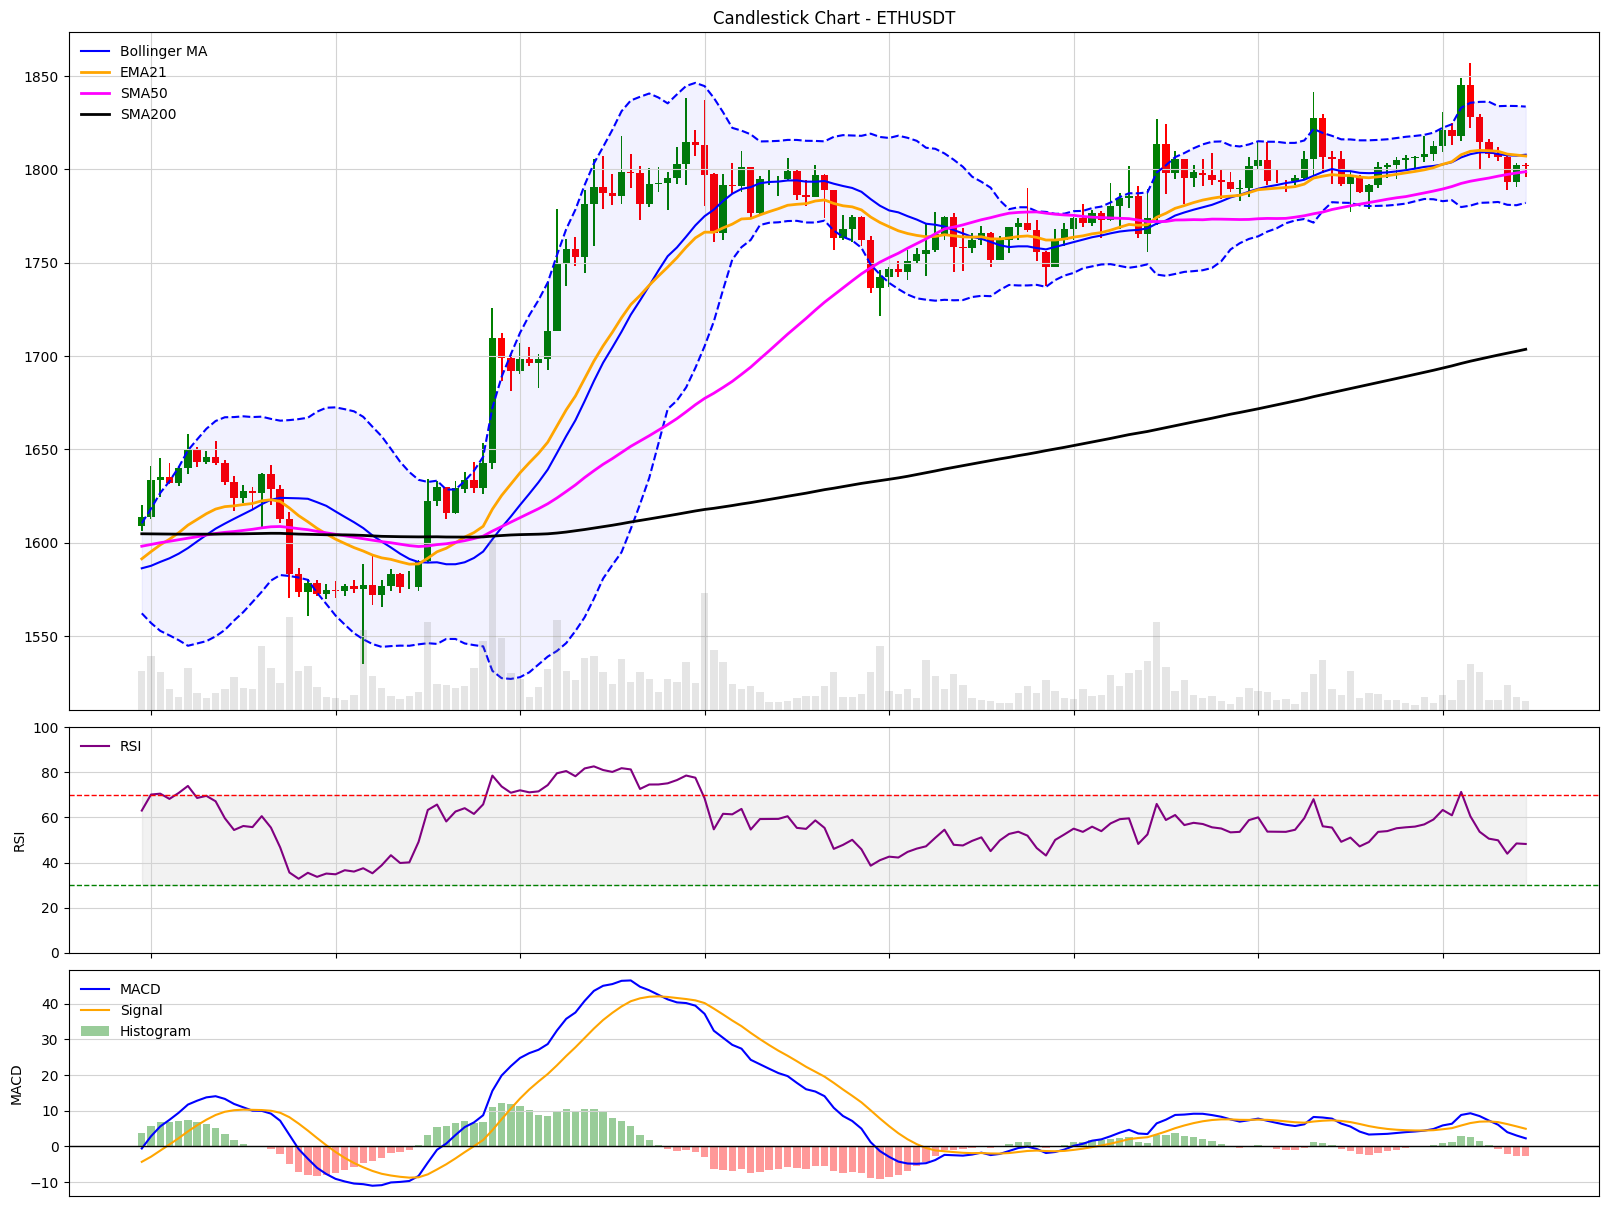 Candlestick Chart - ETHUSDT
Bollinger MA
EMA21
SMA50
SMA200
1850
1800
1750
1700
1650
1600
1550
RSI
100
80
60
40
20
0
RSI
MACD
Signal
Histogram
40
30
20
10
0
−10
MACD